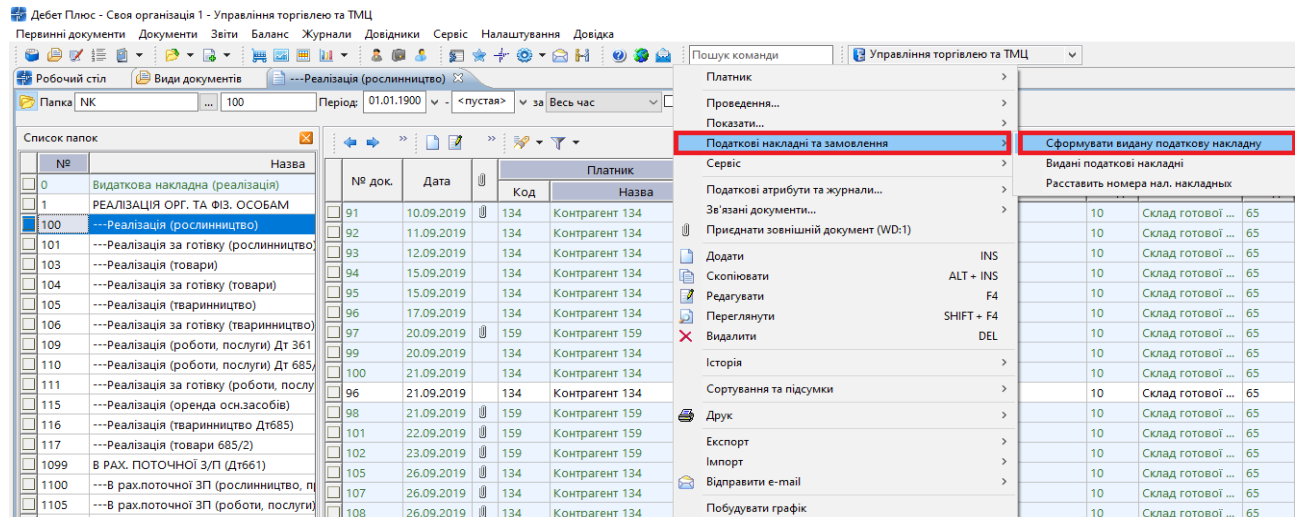 Дебет Плюс - Своя організація 1 - Управління торгівлею та ТМЦ
Первинні документи Документи Звіти Баланс Журнали Довідники Сервіс Налаштування Довідка
Пошук команди Управління торгівлею та ТМЦ
Робочий стіл Види документів ---Реалізація (рослинництво)
Папка NK ... 100 Період: 01.01.1900 - <пустая> за Весь час
Список папок
№ Назва
0 Видаткова накладна (реалізація)
1 РЕАЛІЗАЦІЯ ОРГ. ТА ФІЗ. ОСОБАМ
100 ---Реалізація (рослинництво)
101 ---Реалізація за готівку (рослинництво)
103 ---Реалізація (товари)
104 ---Реалізація за готівку (товари)
105 ---Реалізація (тваринництво)
106 ---Реалізація за готівку (тваринництво)
109 ---Реалізація (роботи, послуги) Дт 361
110 ---Реалізація (роботи, послуги) Дт 685/
111 ---Реалізація за готівку (роботи, послу
115 ---Реалізація (оренда осн.засобів)
116 ---Реалізація (тваринництво Дт685)
117 ---Реалізація (товари 685/2)
1099 В РАХ. ПОТОЧНОЇ З/П (Дт661)
1100 ---В рах.поточної ЗП (рослинництво, п
1105 ---В рах.поточної ЗП (роботи, послуги)
№ док. Дата Платник
Код Назва
91 10.09.2019 134 Контрагент 134 10 Склад готової ... 65
92 11.09.2019 134 Контрагент 134 10 Склад готової ... 65
93 12.09.2019 134 Контрагент 134 10 Склад готової ... 65
94 15.09.2019 134 Контрагент 134 10 Склад готової ... 65
95 15.09.2019 134 Контрагент 134 10 Склад готової ... 65
96 17.09.2019 134 Контрагент 134 10 Склад готової ... 65
97 20.09.2019 159 Контрагент 159 10 Склад готової ... 65
99 20.09.2019 134 Контрагент 134 10 Склад готової ... 65
100 21.09.2019 134 Контрагент 134 10 Склад готової ... 65
96 21.09.2019 134 Контрагент 134 10 Склад готової ... 65
98 21.09.2019 159 Контрагент 159 10 Склад готової ... 65
101 22.09.2019 159 Контрагент 159 10 Склад готової ... 65
102 23.09.2019 159 Контрагент 159 10 Склад готової ... 65
105 26.09.2019 134 Контрагент 134 10 Склад готової ... 65
107 26.09.2019 134 Контрагент 134 10 Склад готової ... 65
108 26.09.2019 134 Контрагент 134 10 Склад готової ... 65
Платник
Проведення...
Показати...
Податкові накладні та замовлення
Сервіс
Податкові атрибути та журнали...
Зв'язані документи...
Приєднати зовнішній документ (WD:1)
Додати INS
Скопіювати ALT + INS
Редагувати F4
Переглянути SHIFT + F4
Видалити DEL
Історія
Сортування та підсумки
Друк
Експорт
Імпорт
Відправити e-mail
Побудувати графік
Сформувати видану податкову накладну
Видані податкові накладні
Расставить номера нал. накладных